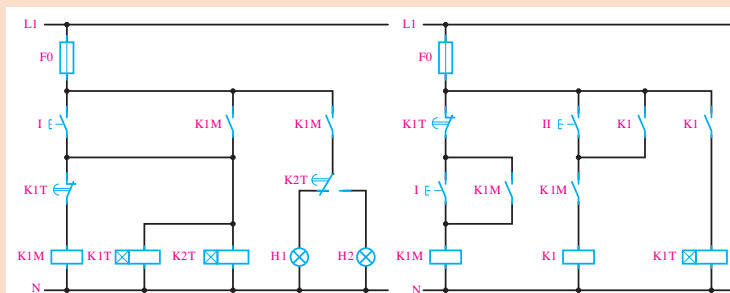 L1 L1
F0 F0
I K1M K1M K1T II K1 K1
K2T
K1T I K1M K1M
K1M K1T K2T H1 H2 K1M K1 K1T
N N